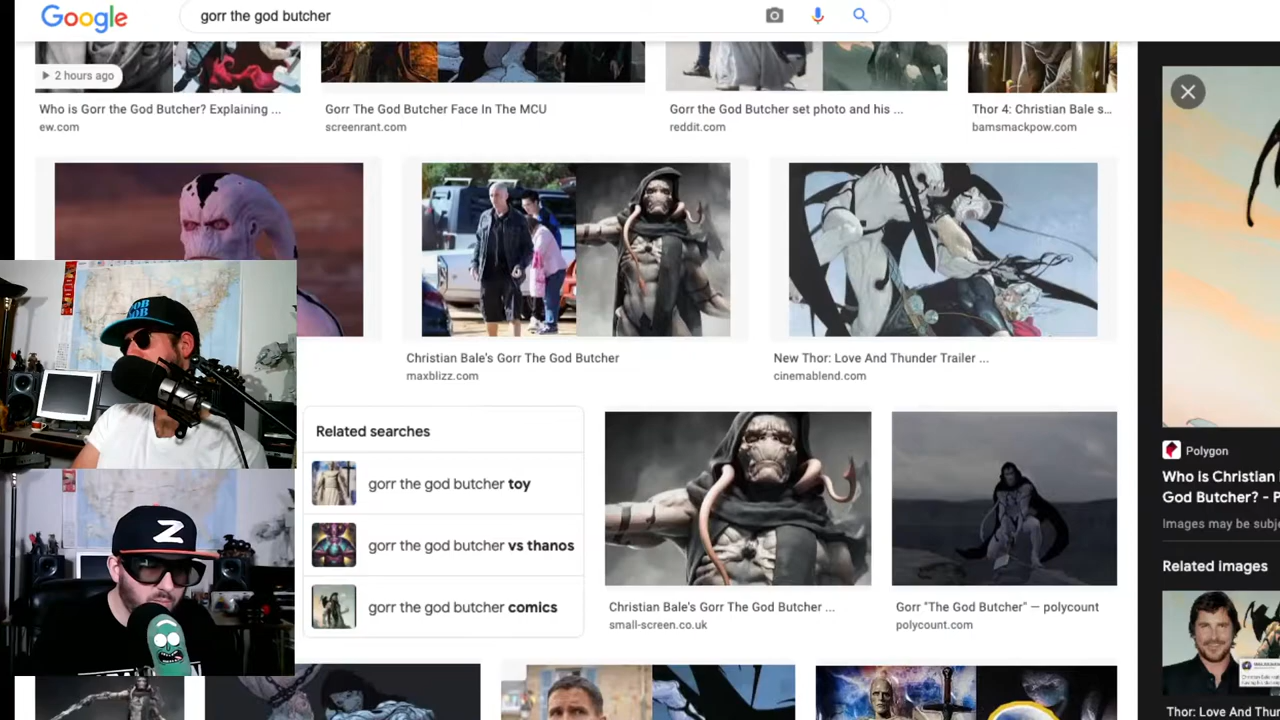 Google
gorr the god butcher
2 hours ago
Who is Gorr the God Butcher? Explaining ...
ew.com
Gorr The God Butcher Face In The MCU
screenrant.com
Gorr the God Butcher set photo and his ...
reddit.com
Thor 4: Christian Bale s...
bamsmackpow.com
Christian Bale's Gorr The God Butcher
maxblizz.com
New Thor: Love And Thunder Trailer ...
cinemablend.com
Related searches
gorr the god butcher toy
gorr the god butcher vs thanos
gorr the god butcher comics
Christian Bale's Gorr The God Butcher ...
small-screen.co.uk
Gorr "The God Butcher" — polycount
polycount.com
Polygon
Who is Christian
God Butcher? - P
Images may be subje
Related Images
Thor: Love And Thun
Z